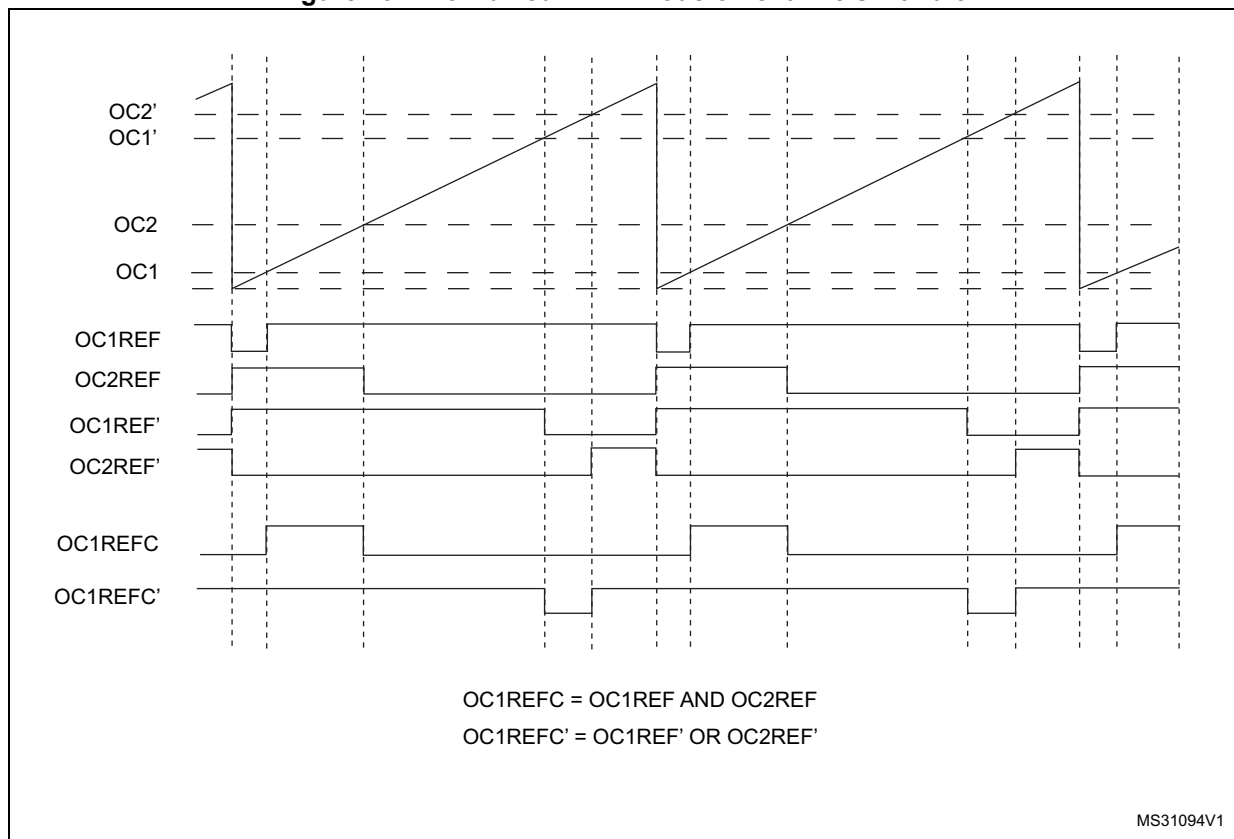 OC2’
OC1’
OC2
OC1
OC1REF
OC2REF
OC1REF’
OC2REF’
OC1REFC
OC1REFC’
OC1REFC = OC1REF AND OC2REF
OC1REFC’ = OC1REF’ OR OC2REF’
MS31094V1